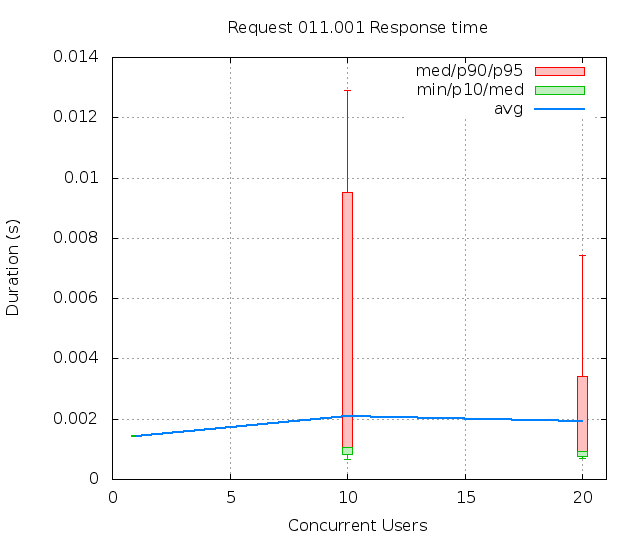 Request 011.001 Response time
0.014
0.012
0.01
0.008
0.006
0.004
0.002
0
0 5 10 15 20
Duration (s)
Concurrent Users
med/p90/p95
min/p10/med
avg